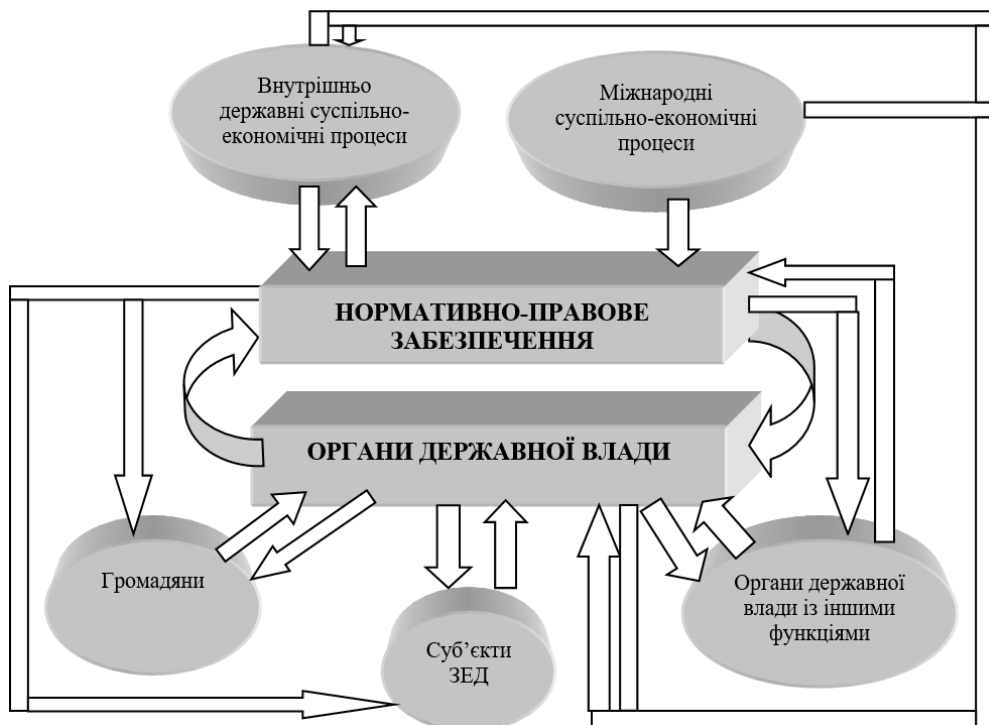 Внутрішньо
державні суспільно-
економічні процеси
Міжнародні
суспільно-економічні
процеси
НОРМАТИВНО-ПРАВОВЕ
ЗАБЕЗПЕЧЕННЯ
ОРГАНИ ДЕРЖАВНОЇ ВЛАДИ
Громадяни
Суб’єкти
ЗЕД
Органи державної
влади із іншими
функціями